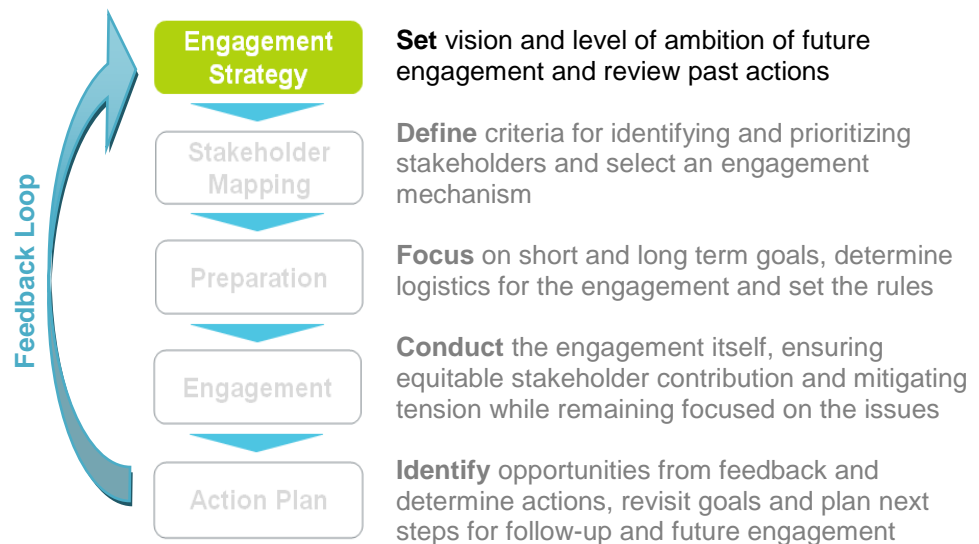 Engagement
Strategy
Set vision and level of ambition of future
engagement and review past actions
Stakeholder
Mapping
Define criteria for identifying and prioritizing
stakeholders and select an engagement
mechanism
Preparation
Focus on short and long term goals, determine
logistics for the engagement and set the rules
Engagement
Conduct the engagement itself, ensuring
equitable stakeholder contribution and mitigating
tension while remaining focused on the issues
Action Plan
Identify opportunities from feedback and
determine actions, revisit goals and plan next
steps for follow-up and future engagement
Feedback Loop